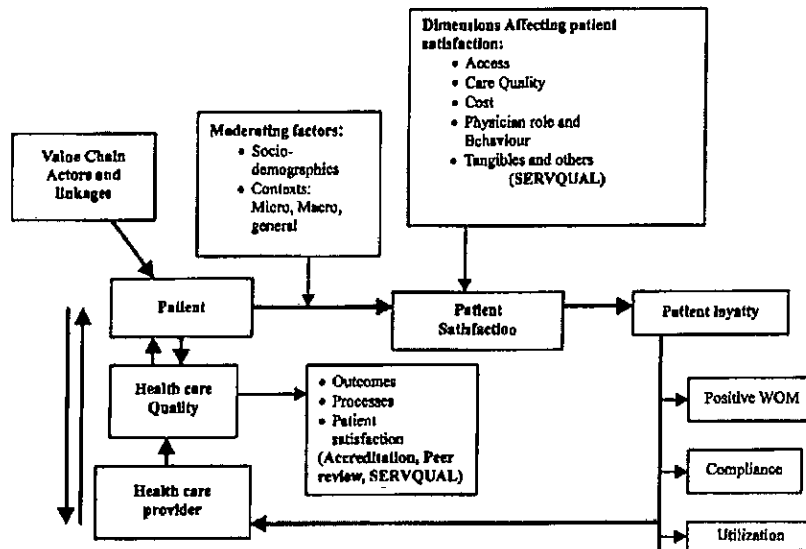 Dimensions Affecting patient
satisfaction:
• Access
• Care Quality
• Cost
• Physician role and
Behaviour
• Tangibles and others
(SERVQUAL)
Moderating factors:
• Socio-
demographics
• Contexts:
Micro, Macro,
general
Value Chain
Actors and
linkages
Patient
Patient
Satisfaction
Patient loyalty
Health care
Quality
• Outcomes
• Processes
• Patient
satisfaction
(Accreditation, Peer
review, SERVQUAL)
Positive WOM
Compliance
Health care
provider
Utilization